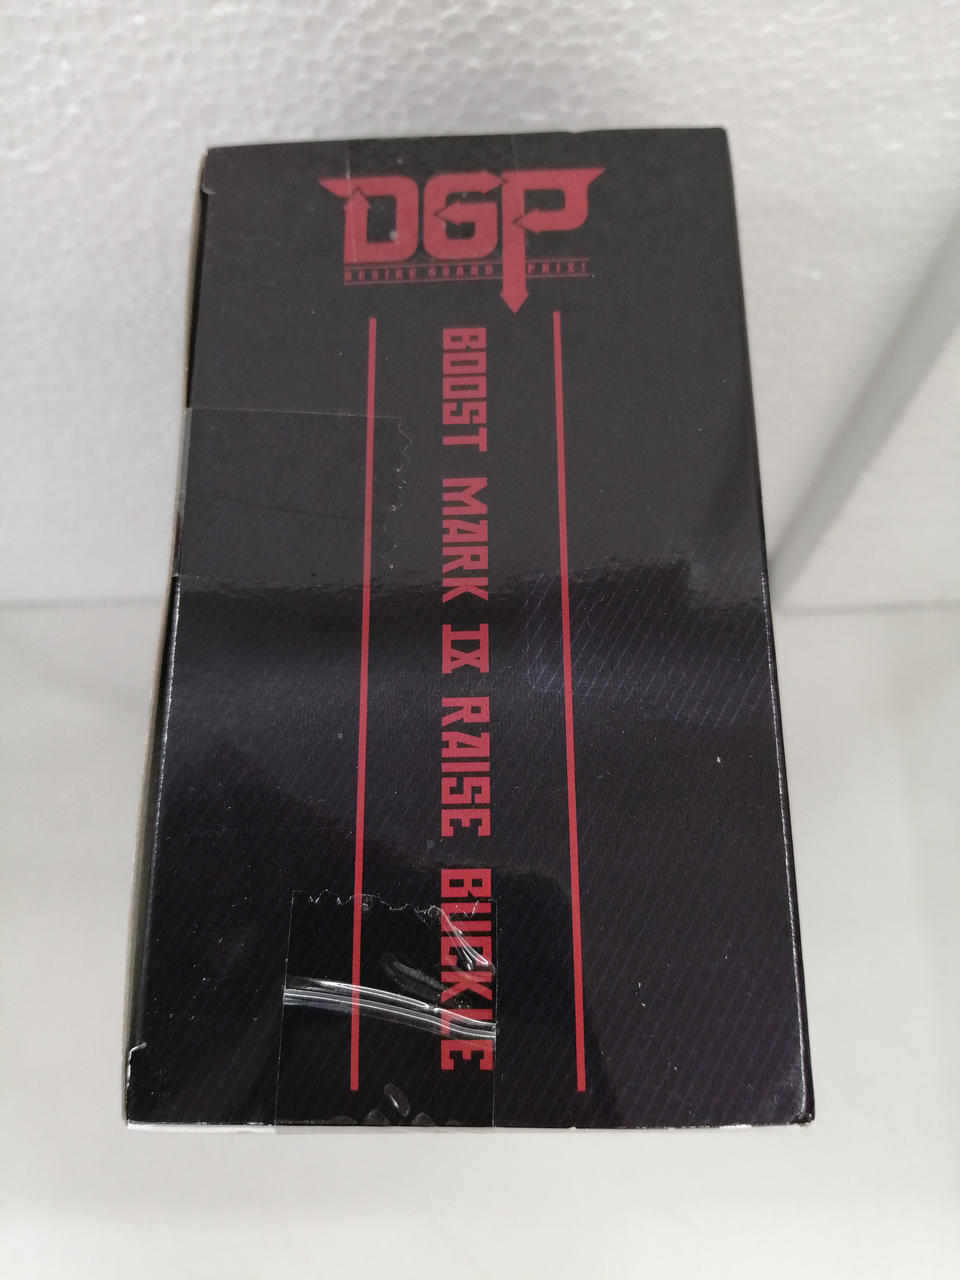 DGP
DESIRE GRAND PRIX!
BOOST MARK IX RAISE BUCKLE